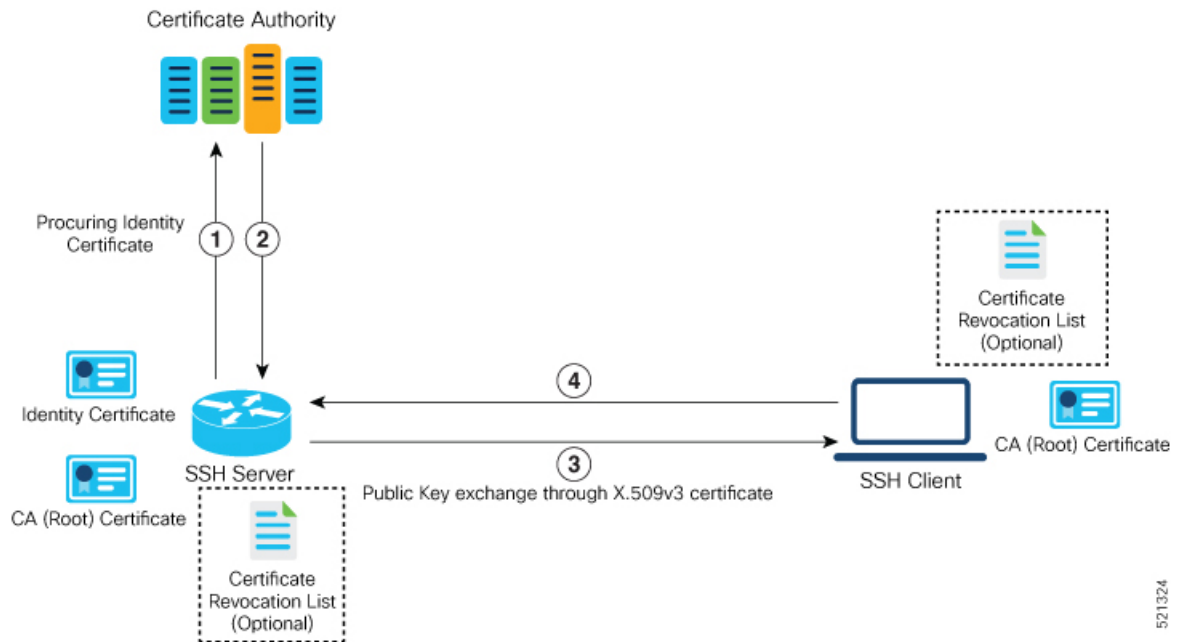 Certificate Authority
Procuring Identity
Certificate
1
2
Certificate
Revocation List
(Optional)
4
Identity Certificate
CA (Root) Certificate
SSH Server
3
SSH Client
Public Key exchange through X.509v3 certificate
CA (Root) Certificate
Certificate
Revocation List
(Optional)
521324